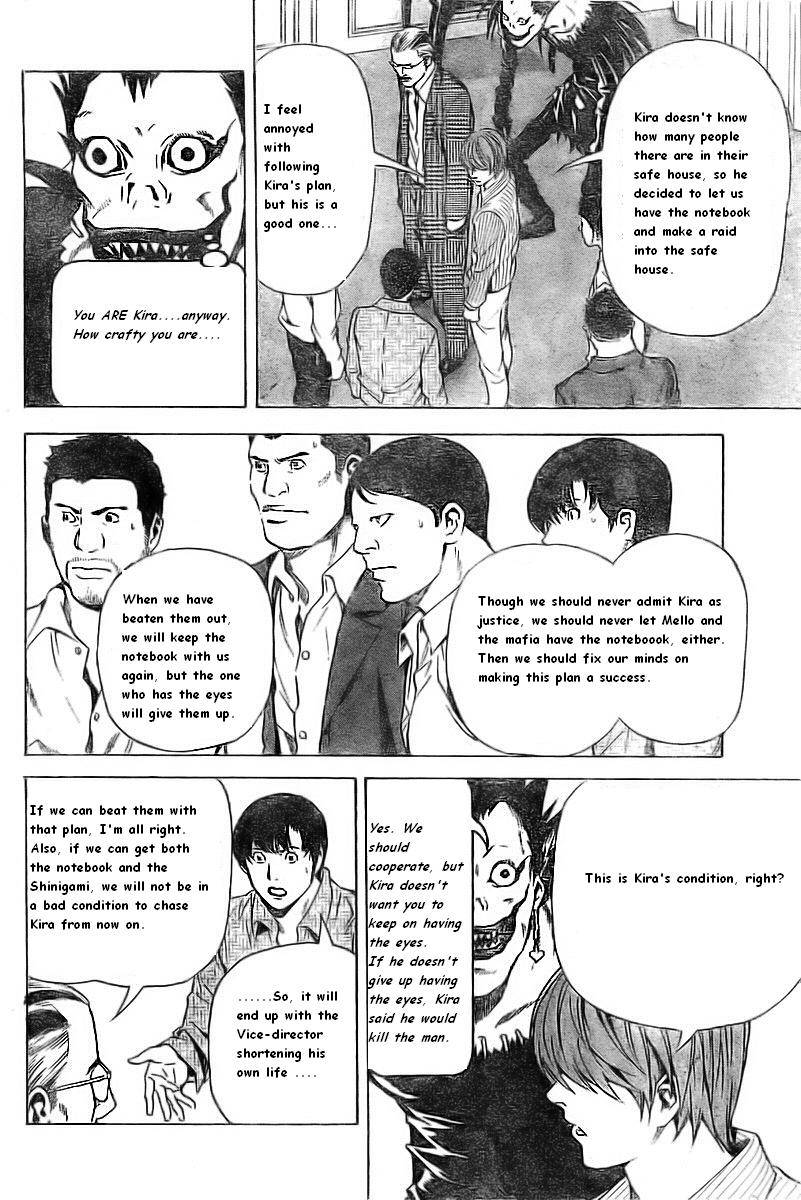 Kira doesn't know
how many people
there are in their
safe house, so he
decided to let us
have the notebook
and make a raid
into the safe
house.
I feel
annoyed
with
following
Kira's plan,
but his is a
good one...
You ARE Kira....anyway.
How crafty you are....
Though we should never admit Kira as
justice, we should never let Mello and
the mafia have the noteboook, either.
Then we should fix our minds on
making this plan a success.
When we have
beaten them out,
we will keep the
notebook with us
again, but the one
who has the eyes
will give them up.
This is Kira's condition, right?
Yes. We
should
cooperate, but
Kira doesn't
want you to
keep on having
the eyes.
If he doesn't
give up having
the eyes, Kira
said he would
kill the man.
......So, it will
end up with the
Vice-director
shortening his
own life ....
If we can beat them with
that plan, I'm all right.
Also, if we can get both
the notebook and the
Shinigami, we will not be in
a bad condition to chase
Kira from now on.